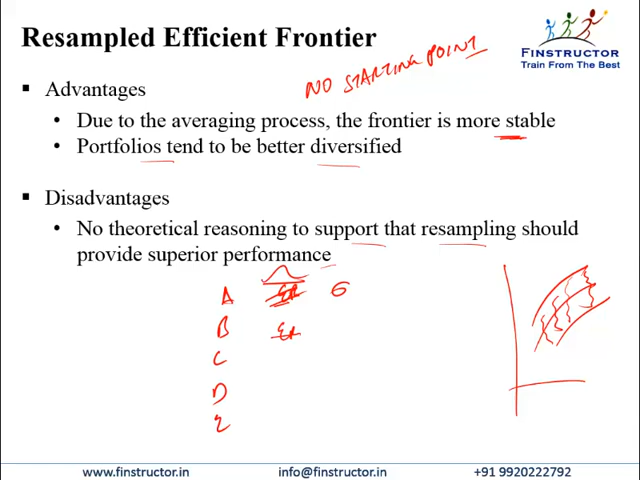 Resampled Efficient Frontier
FINSTRUCTOR
TRAIN FROM THE BEST
NO STARTING POINT
▪ Advantages
• Due to the averaging process, the frontier is more stable
• Portfolios tend to be better diversified
▪ Disadvantages
• No theoretical reasoning to support that resampling should
provide superior performance
A
B ER
C
D
www.finstructor.in info@finstructor.in +91 9920222792